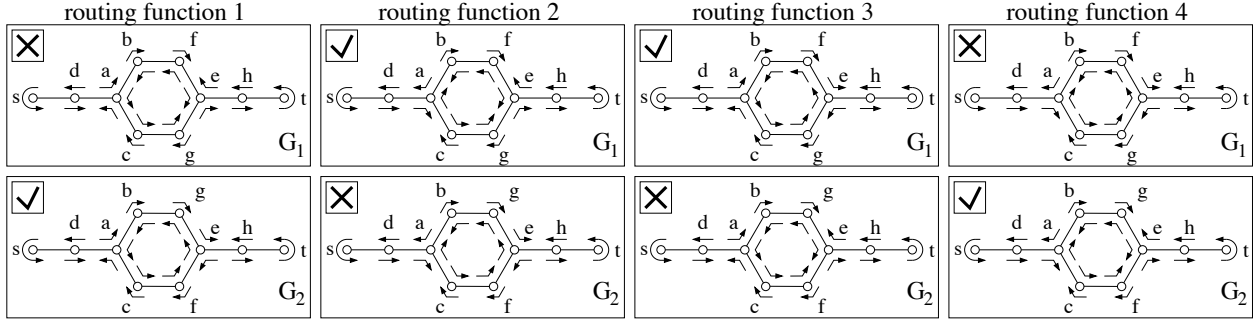 routing function 1 routing function 2 routing function 3 routing function 4
b f b f b f b f
d a e h d a e h d a e h d a e h
s t s t s t s t
c g G1 c g G1 c g G1 c g G1
b g b g b g b g
d a e h d a e h d a e h d a e h
s t s t s t s t
c f G2 c f G2 c f G2 c f G2